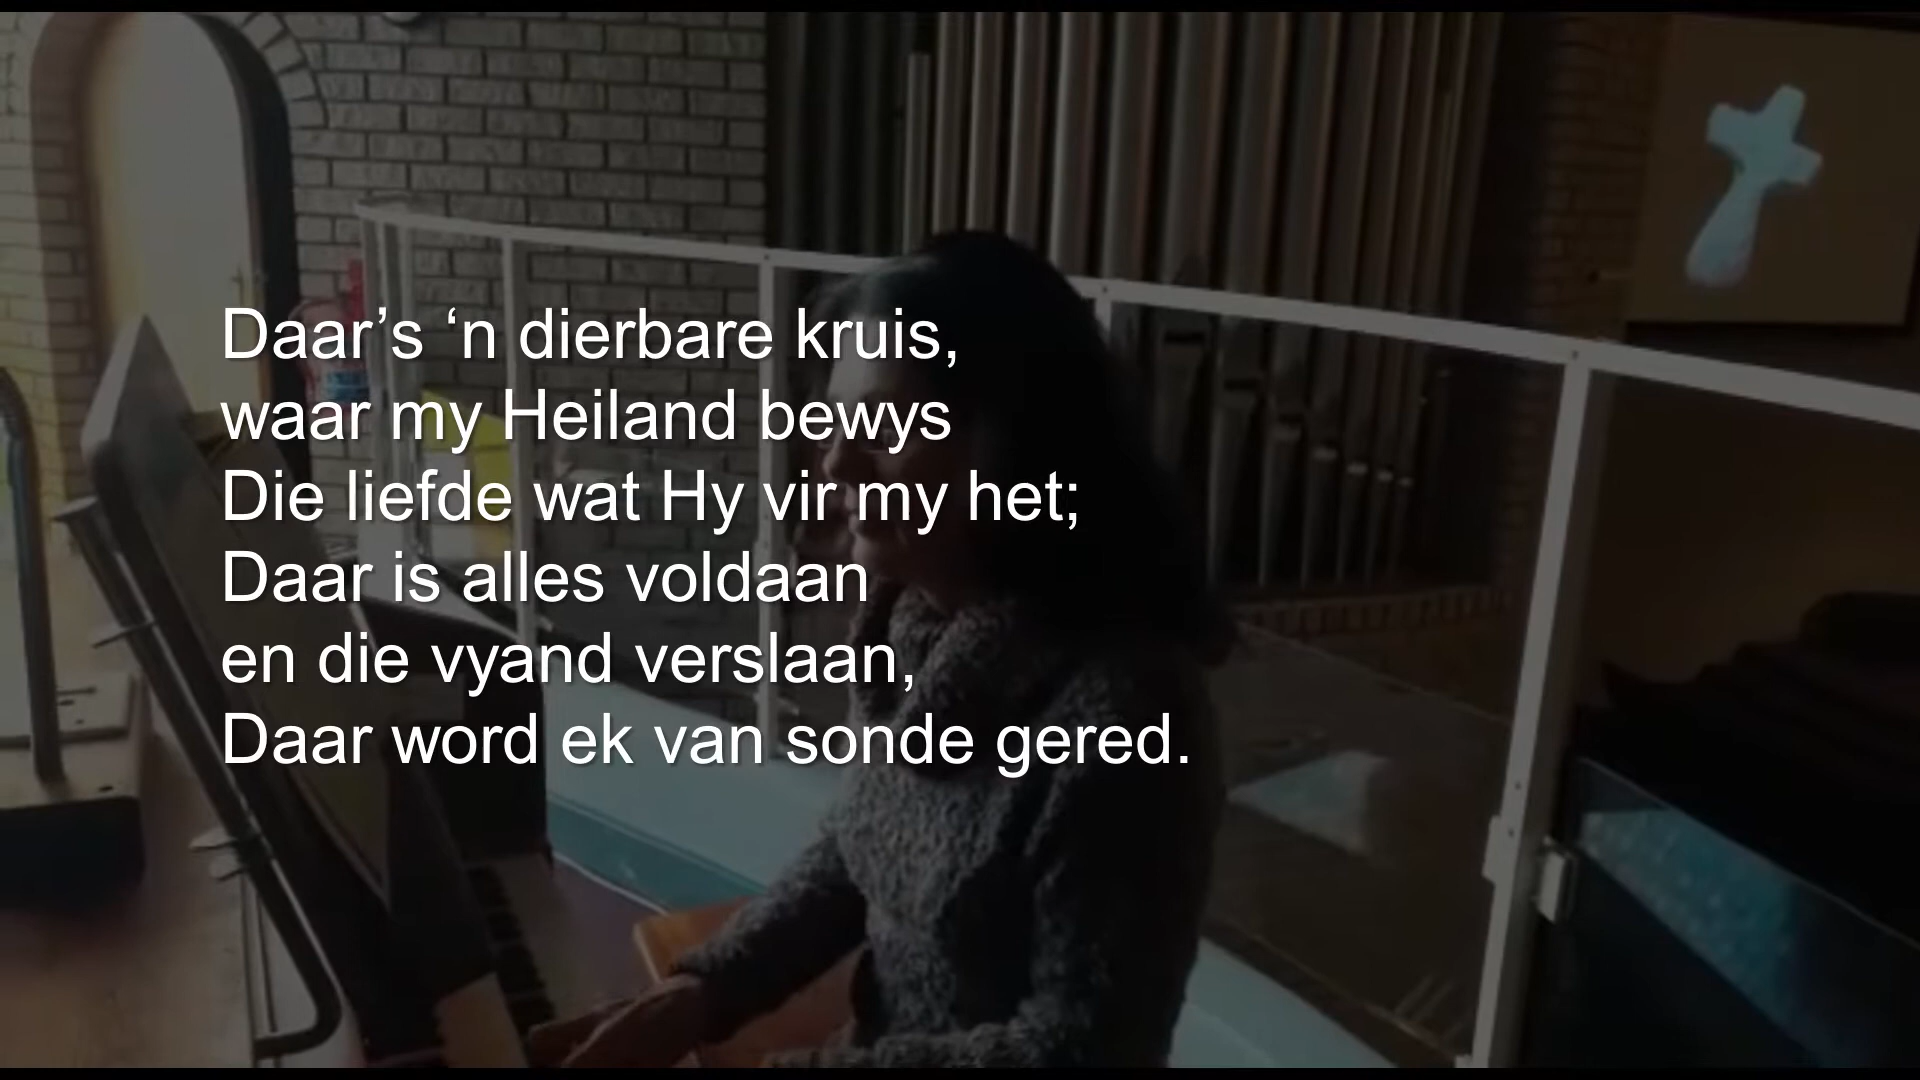 Daar’s ‘n dierbare kruis,
waar my Heiland bewys
Die liefde wat Hy vir my het;
Daar is alles voldaan
en die vyand verslaan,
Daar word ek van sonde gered.